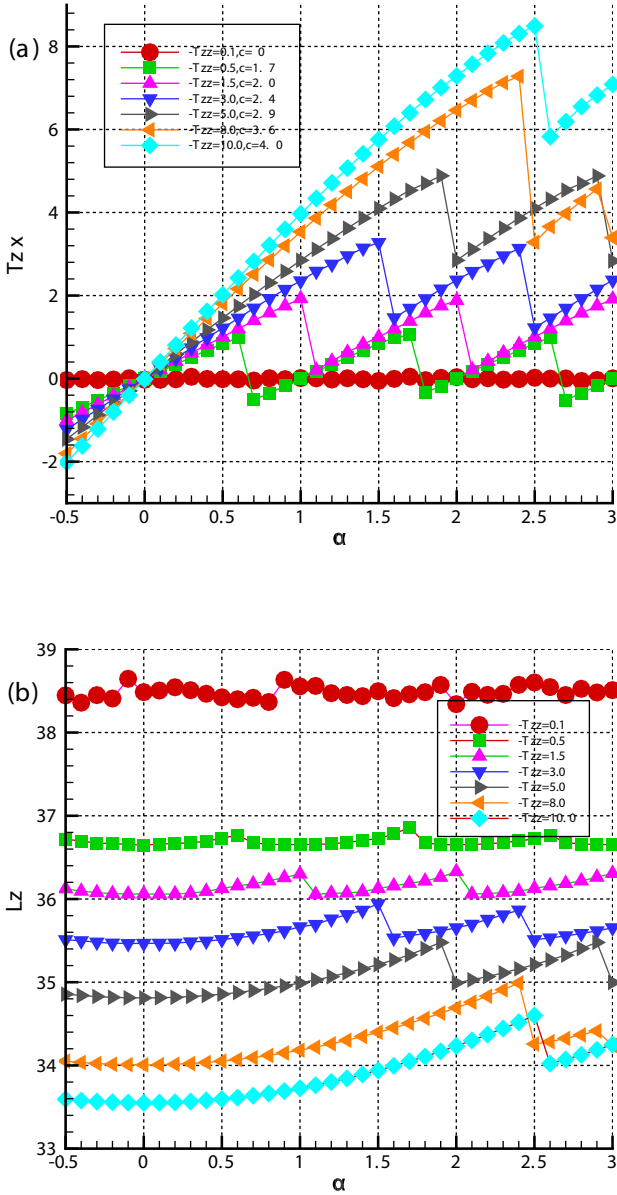 (a)
8
6
4
2
0
-2
Tz x
-Tzz=0.1,c= 0
-Tzz=0.5,c=1. 7
-Tzz=1.5,c=2. 0
-Tzz=3.0,c=2. 4
-Tzz=5.0,c=2. 9
-Tzz=8.0,c=3. 6
-Tzz=10.0,c=4. 0
-0.5 0 0.5 1 1.5 2 2.5 3
α
(b)
39
38
37
36
35
34
33
Lz
-Tzz=0.1
-Tzz=0.5
-Tzz=1.5
-Tzz=3.0
-Tzz=5.0
-Tzz=8.0
-Tzz=10. 0
-0.5 0 0.5 1 1.5 2 2.5 3
α